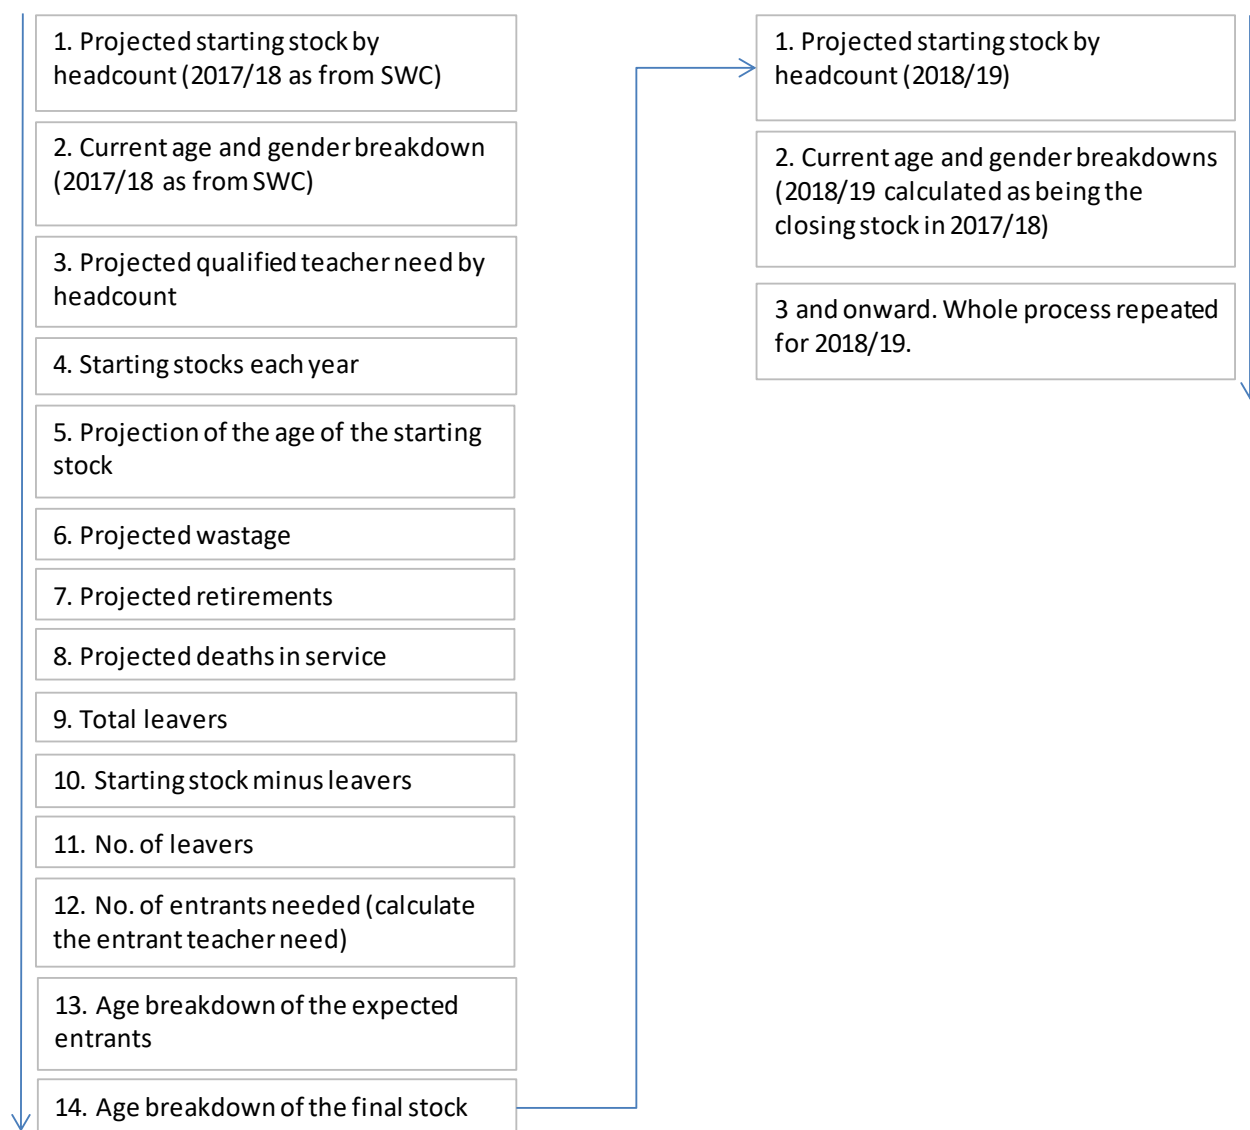 1. Projected starting stock by
headcount (2017/18 as from SWC)
2. Current age and gender breakdown
(2017/18 as from SWC)
3. Projected qualified teacher need by
headcount
4. Starting stocks each year
5. Projection of the age of the starting
stock
6. Projected wastage
7. Projected retirements
8. Projected deaths in service
9. Total leavers
10. Starting stock minus leavers
11. No. of leavers
12. No. of entrants needed (calculate
the entrant teacher need)
13. Age breakdown of the expected
entrants
14. Age breakdown of the final stock
1. Projected starting stock by
headcount (2018/19)
2. Current age and gender breakdowns
(2018/19 calculated as being the
closing stock in 2017/18)
3 and onward. Whole process repeated
for 2018/19.